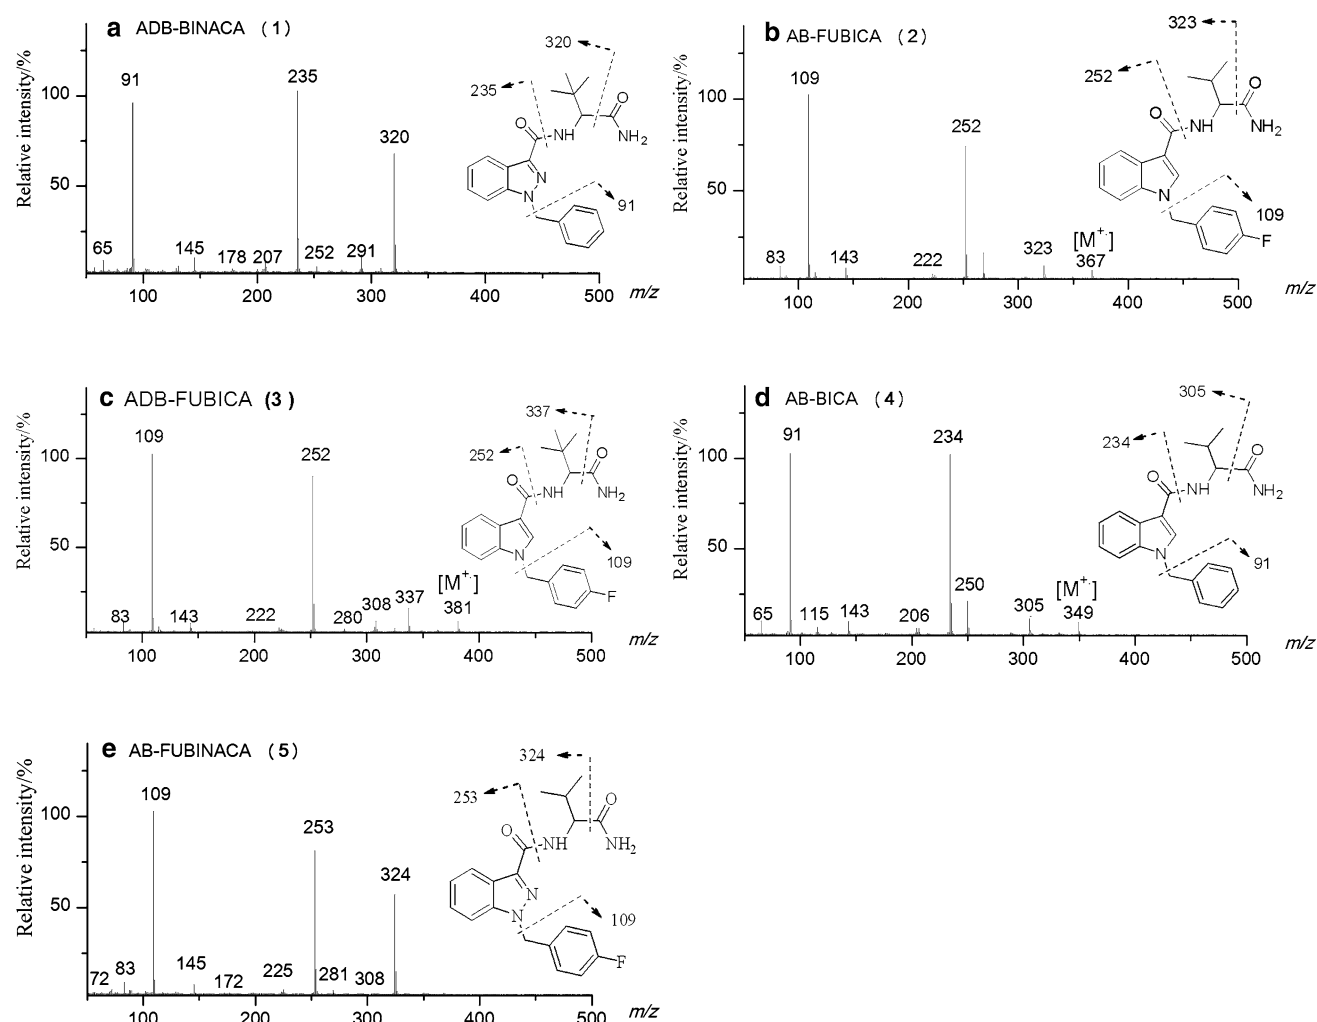 a ADB-BINACA (1)
Relative intensity/%
100
50
91
235
320
65
145
178
207
252
291
100
200
300
400
500
m/z
320
235
O
NH
O
NH2
N
N
91
b AB-FUBICA (2)
Relative intensity/%
100
50
109
252
83
143
222
323
[M+·]
367
100
200
300
400
500
m/z
323
252
O
NH
O
NH2
N
F
109
c ADB-FUBICA (3)
Relative intensity/%
100
50
109
252
83
143
222
280
308
337
[M+·]
381
100
200
300
400
500
m/z
337
252
O
NH
O
NH2
N
F
109
d AB-BICA (4)
Relative intensity/%
100
50
91
234
65
115
143
206
250
305
[M+·]
349
100
200
300
400
500
m/z
305
234
O
NH
O
NH2
N
91
e AB-FUBINACA (5)
Relative intensity/%
100
50
109
253
324
72
83
145
172
225
281
308
100
200
300
400
500
m/z
324
253
O
NH
O
NH2
N
N
F
109